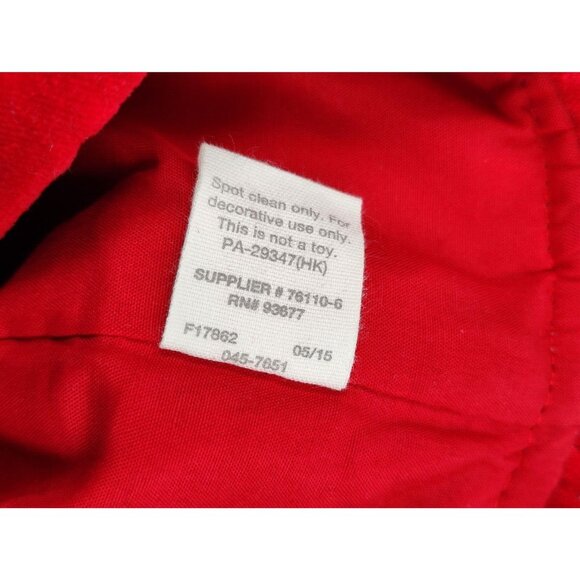 Spot clean only. For
decorative use only.
This is not a toy.
PA-29347(HK)
SUPPLIER # 76110-6
RN# 93677
F17862 05/15
045-7651